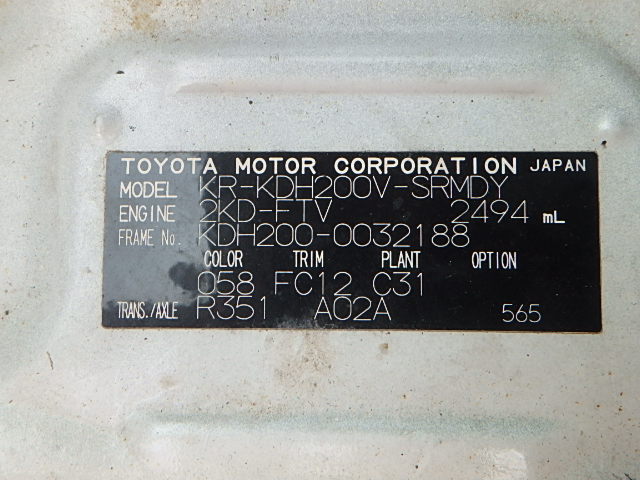 TOYOTA MOTOR CORPORATION JAPAN
MODEL KR-KDH200V-SRMDY
ENGINE 2KD-FTV 2494 mL
FRAME No. KDH200-0032188
COLOR TRIM PLANT OPTION
058 FC12 C31
TRANS./AXLE R351 A02A 565